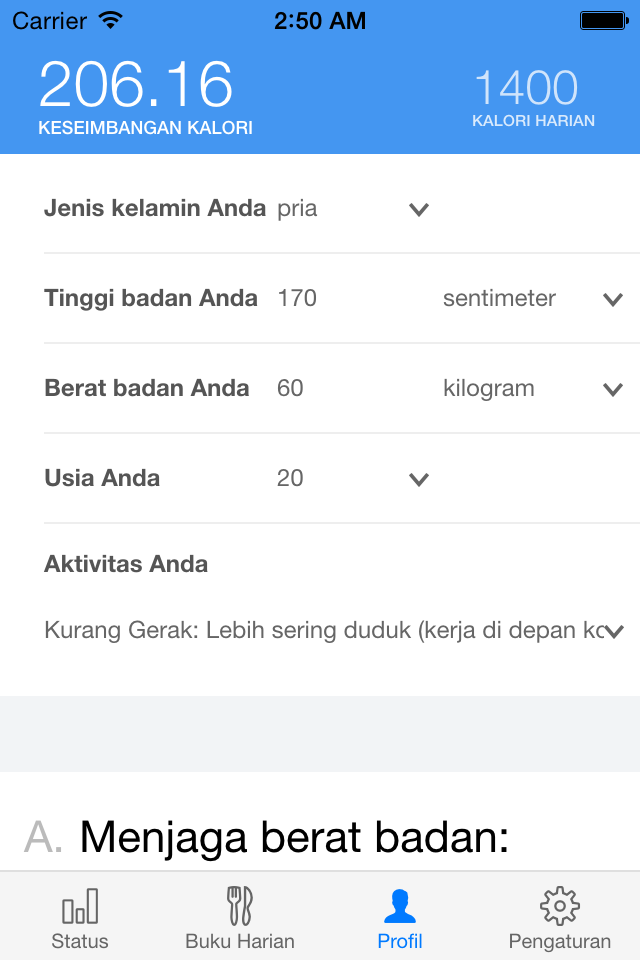 Carrier 2:50 AM
206.16 1400
KESEIMBANGAN KALORI KALORI HARIAN
Jenis kelamin Anda pria
Tinggi badan Anda 170 sentimeter
Berat badan Anda 60 kilogram
Usia Anda 20
Aktivitas Anda
Kurang Gerak: Lebih sering duduk (kerja di depan
A. Menjaga berat badan:
Status Buku Harian Profil Pengaturan